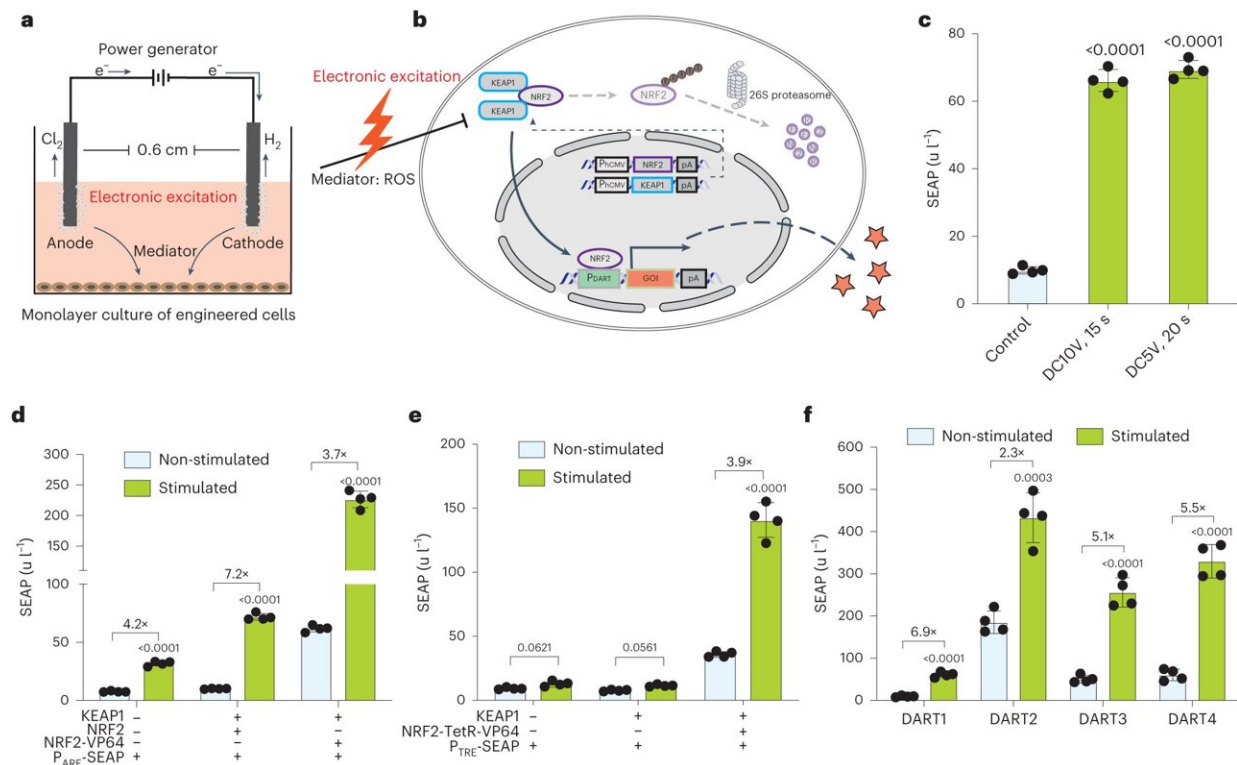 a
Power generator
e−
e−
Cl2
H2
0.6 cm
Electronic excitation
Anode
Cathode
Mediator
Monolayer culture of engineered cells
b
Electronic excitation
Mediator: ROS
KEAP1
NRF2
KEAP1
NRF2
26S proteasome
PhCMV NRF2 pA
PhCMV KEAP1 pA
NRF2
PDART GOI pA
c
SEAP (u l−1)
80
60
40
20
0
<0.0001
<0.0001
Control
DC10V, 15 s
DC5V, 20 s
d
Non-stimulated
Stimulated
SEAP (u l−1)
300
250
200
150
100
100
50
0
4.2×
<0.0001
7.2×
<0.0001
3.7×
<0.0001
KEAP1 − + +
NRF2 − + −
NRF2-VP64 − − +
PARE-SEAP + + +
e
Non-stimulated
Stimulated
SEAP (u l−1)
200
150
100
50
0
0.0621
0.0561
3.9×
<0.0001
KEAP1 − + +
NRF2-TetR-VP64 − − +
PTRE-SEAP + + +
f
Non-stimulated
Stimulated
SEAP (u l−1)
600
500
400
300
200
100
0
6.9×
<0.0001
2.3×
0.0003
5.1×
<0.0001
5.5×
<0.0001
DART1
DART2
DART3
DART4